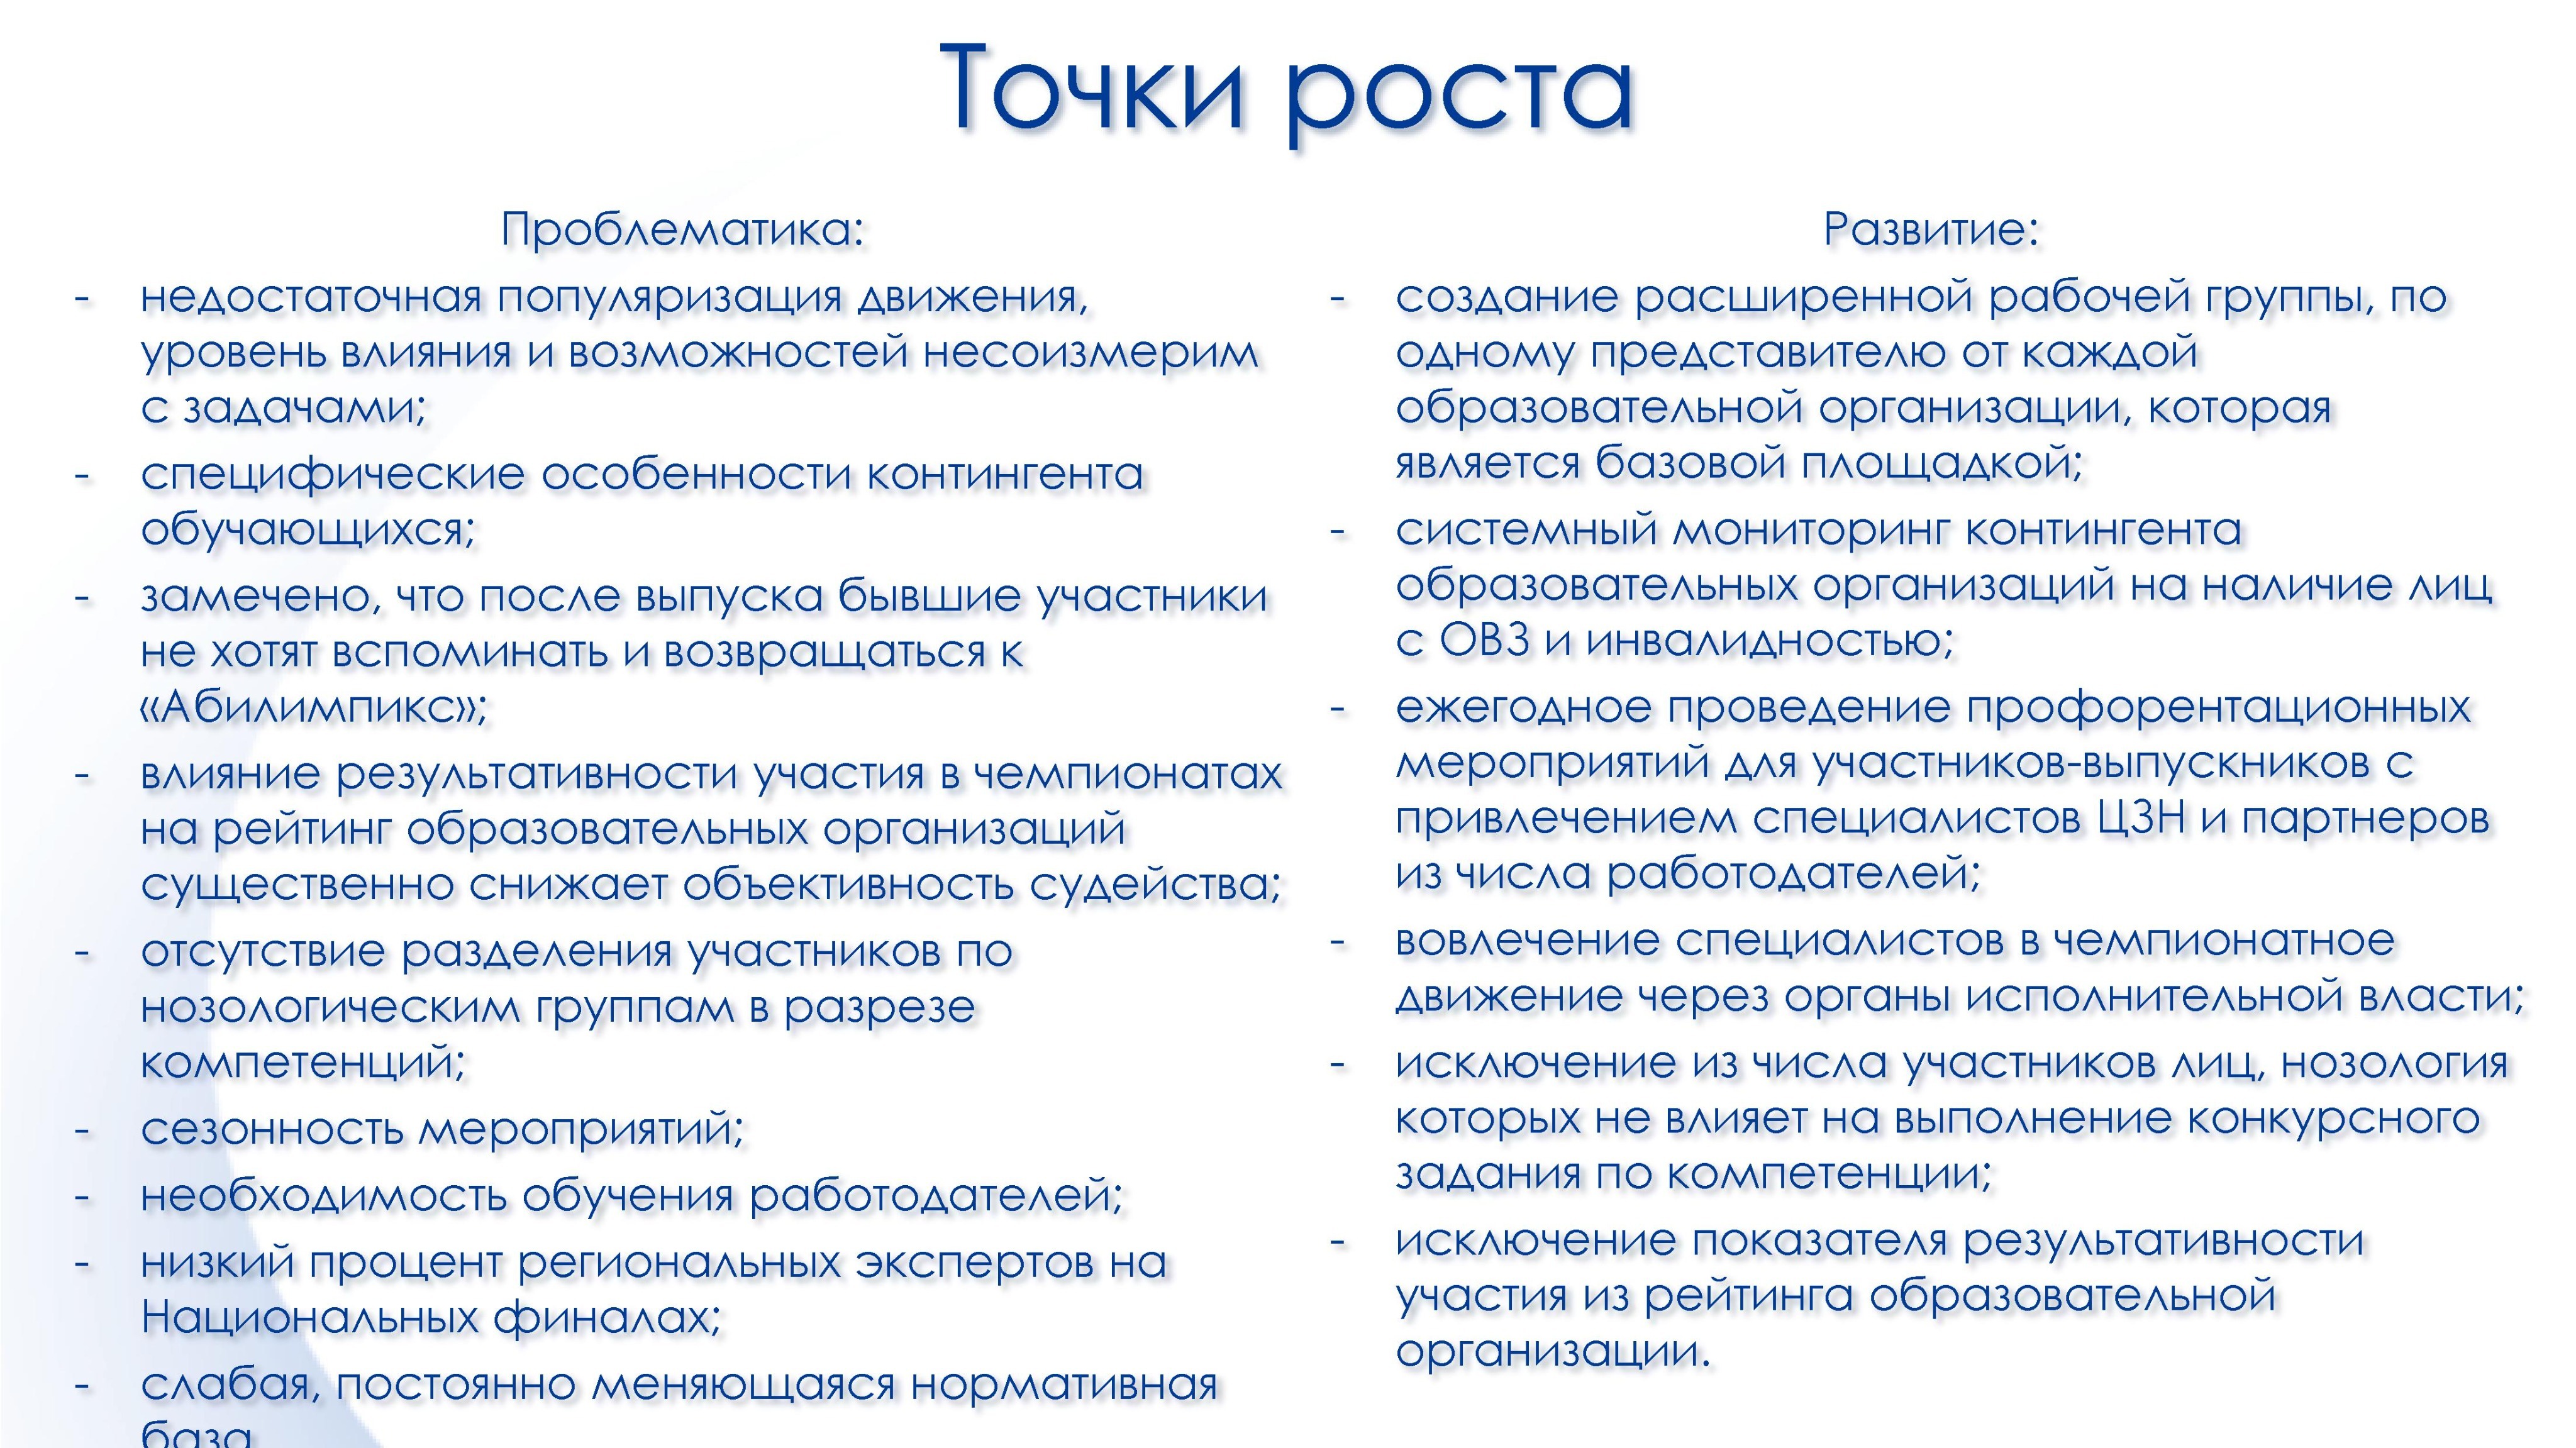 Точки роста
Проблематика:
- недостаточная популяризация движения,
уровень влияния и возможностей несоизмерим
с задачами;
- специфические особенности контингента
обучающихся;
- замечено, что после выпуска бывшие участники
не хотят вспоминать и возвращаться к
«Абилимпикс»;
- влияние результативности участия в чемпионатах
на рейтинг образовательных организаций
существенно снижает объективность судейства;
- отсутствие разделения участников по
нозологическим группам в разрезе
компетенций;
- сезонность мероприятий;
- необходимость обучения работодателей;
- низкий процент региональных экспертов на
Национальных финалах;
- слабая, постоянно меняющаяся нормативная
база
Развитие:
- создание расширенной рабочей группы, по
одному представителю от каждой
образовательной организации, которая
является базовой площадкой;
- системный мониторинг контингента
образовательных организаций на наличие лиц
с ОВЗ и инвалидностью;
- ежегодное проведение профорентационных
мероприятий для участников-выпускников с
привлечением специалистов ЦЗН и партнеров
из числа работодателей;
- вовлечение специалистов в чемпионатное
движение через органы исполнительной власти;
- исключение из числа участников лиц, нозология
которых не влияет на выполнение конкурсного
задания по компетенции;
- исключение показателя результативности
участия из рейтинга образовательной
организации.